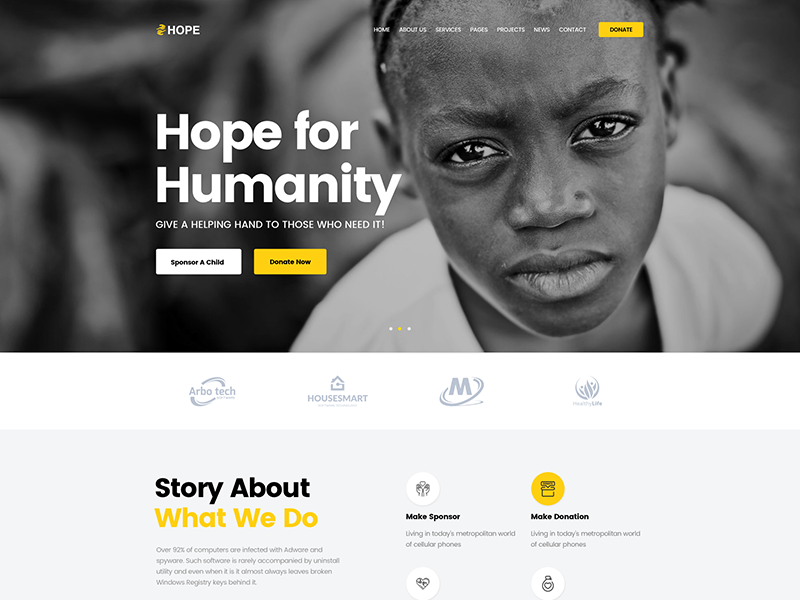 HOPE
HOME ABOUT US SERVICES PAGES PROJECTS NEWS CONTACT DONATE
Hope for
Humanity
GIVE A HELPING HAND TO THOSE WHO NEED IT!
Sponsor A Child Donate Now
Arbo tech
HOUSESMART
M
HealthyLife
Story About
What We Do
Over 92% of computers are infected with Adware and
spyware. Such software is rarely accompanied by uninstall
utility and even when it is it almost always leaves broken
Windows Registry keys behind it.
Make Sponsor
Living in today's metropolitan world
of cellular phones
Make Donation
Living in today's metropolitan world
of cellular phones